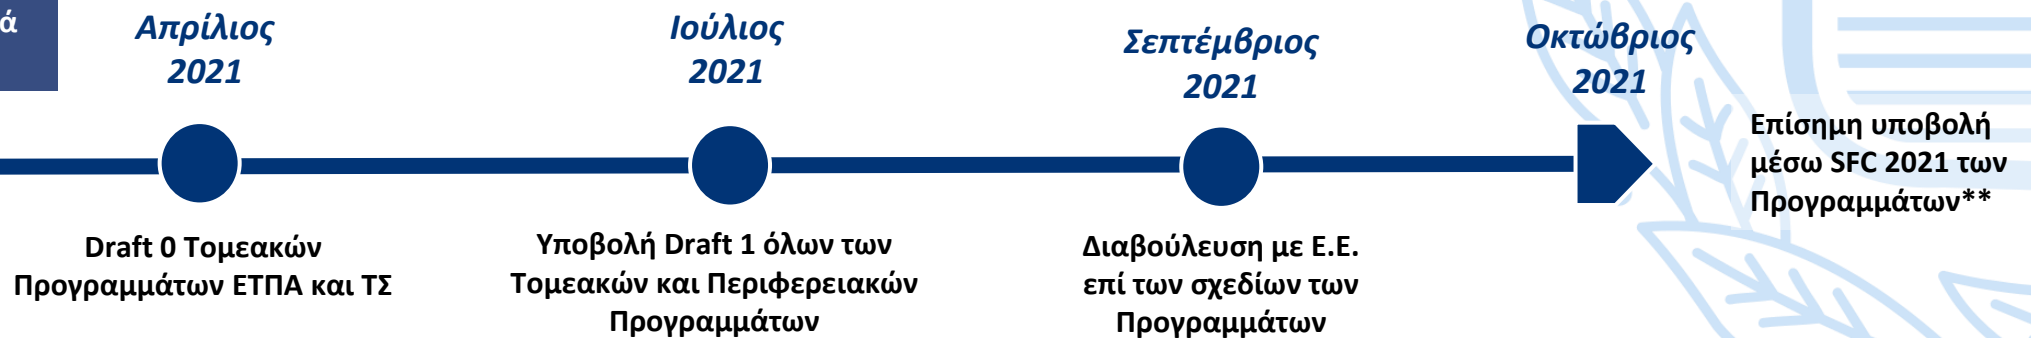 Απρίλιος
2021
Ιούλιος
2021
Σεπτέμβριος
2021
Οκτώβριος
2021
Draft 0 Τομεακών
Προγραμμάτων ΕΤΠΑ και ΤΣ
Υποβολή Draft 1 όλων των
Τομεακών και Περιφερειακών
Προγραμμάτων
Διαβούλευση με Ε.Ε.
επί των σχεδίων των
Προγραμμάτων
Επίσημη υποβολή
μέσω SFC 2021 των
Προγραμμάτων**